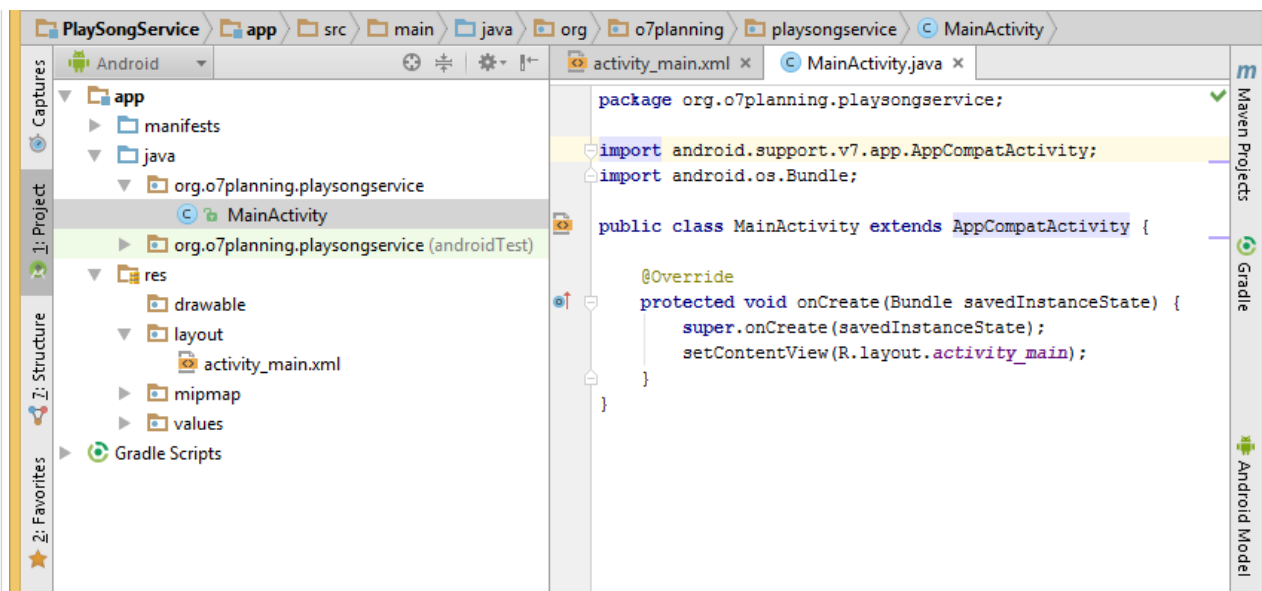 PlaySongService app src main java org o7planning playsongservice MainActivity
Captures
1: Project
7: Structure
2: Favorites
Android
app
manifests
java
org.o7planning.playsongservice
MainActivity
org.o7planning.playsongservice (androidTest)
res
drawable
layout
activity_main.xml
mipmap
values
Gradle Scripts
activity_main.xml MainActivity.java
package org.o7planning.playsongservice;
import android.support.v7.app.AppCompatActivity;
import android.os.Bundle;
public class MainActivity extends AppCompatActivity {
@Override
protected void onCreate(Bundle savedInstanceState) {
super.onCreate(savedInstanceState);
setContentView(R.layout.activity_main);
}
}
Maven Projects
Gradle
Android Model